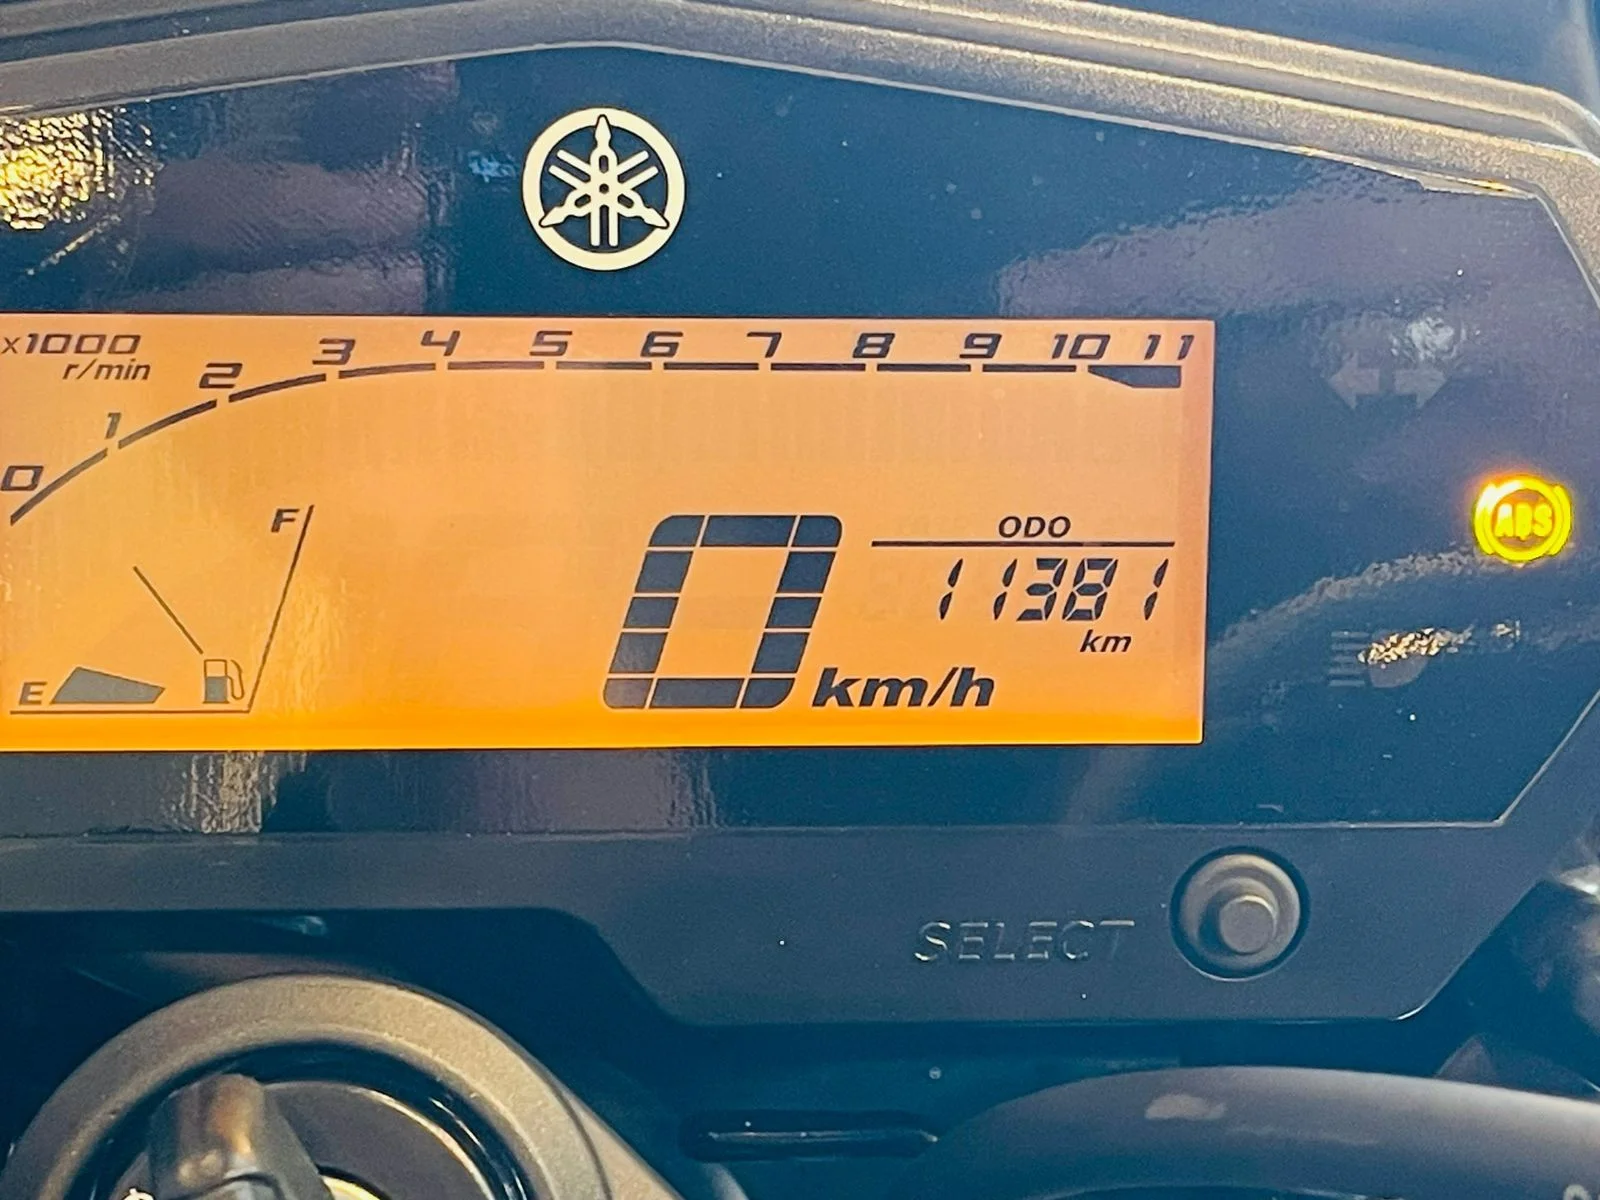 x1000
r/min
0 1 2 3 4 5 6 7 8 9 10 11
F
E
0 km/h
ODO
11381
km
ABS
SELECT